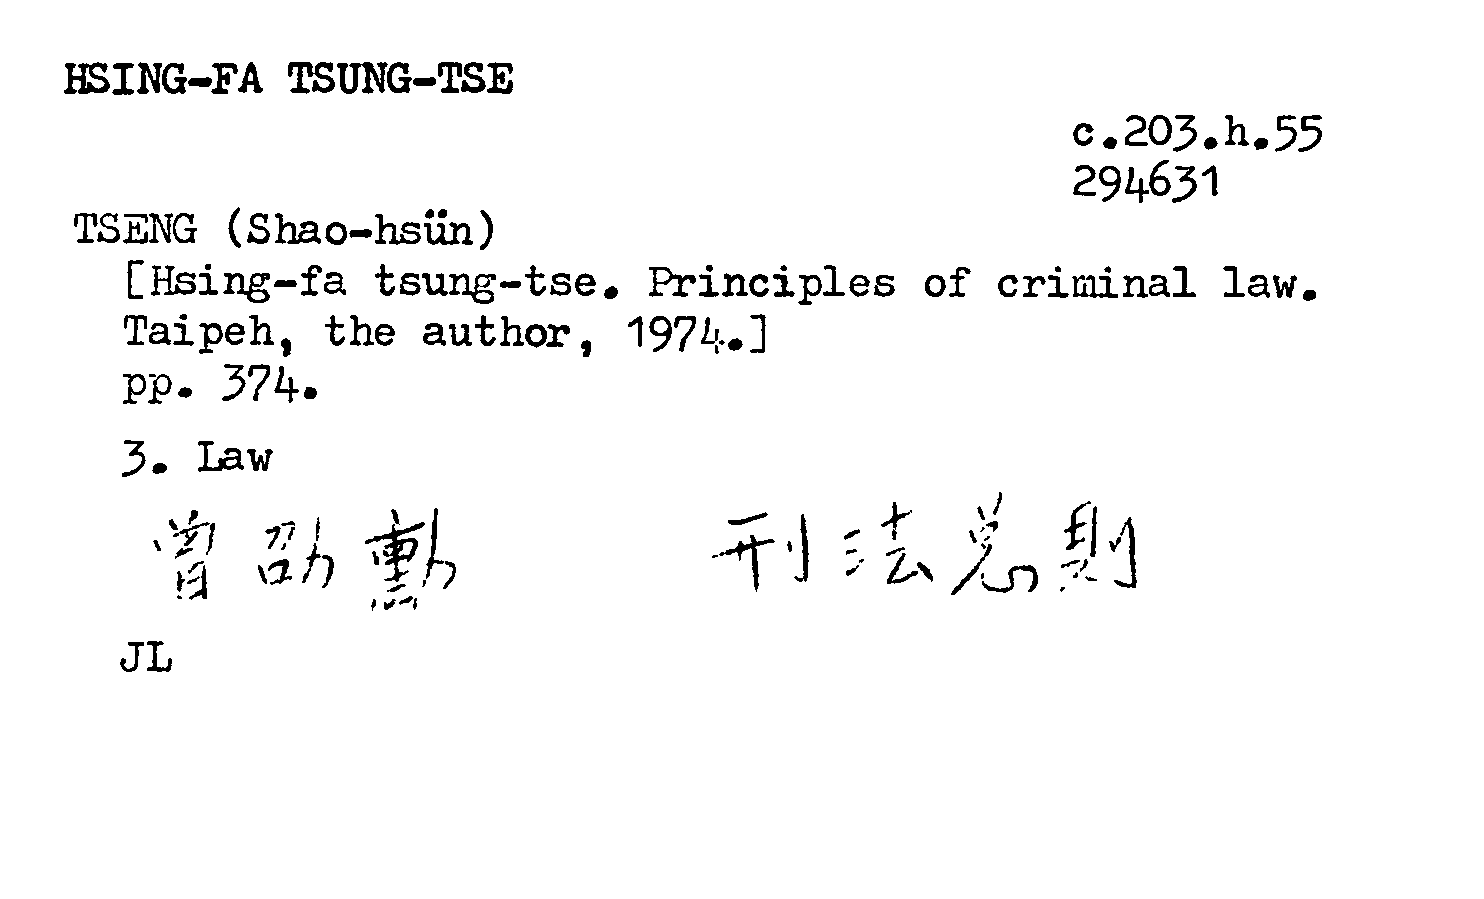 HSING-FA TSUNG-TSE
c.203.h.55
294631
TSENG (Shao-hsün)
[Hsing-fa tsung-tse. Principles of criminal law.
Taipeh, the author, 1974.]
pp. 374.
3. Law
曾劭勳 刑法总則
JL